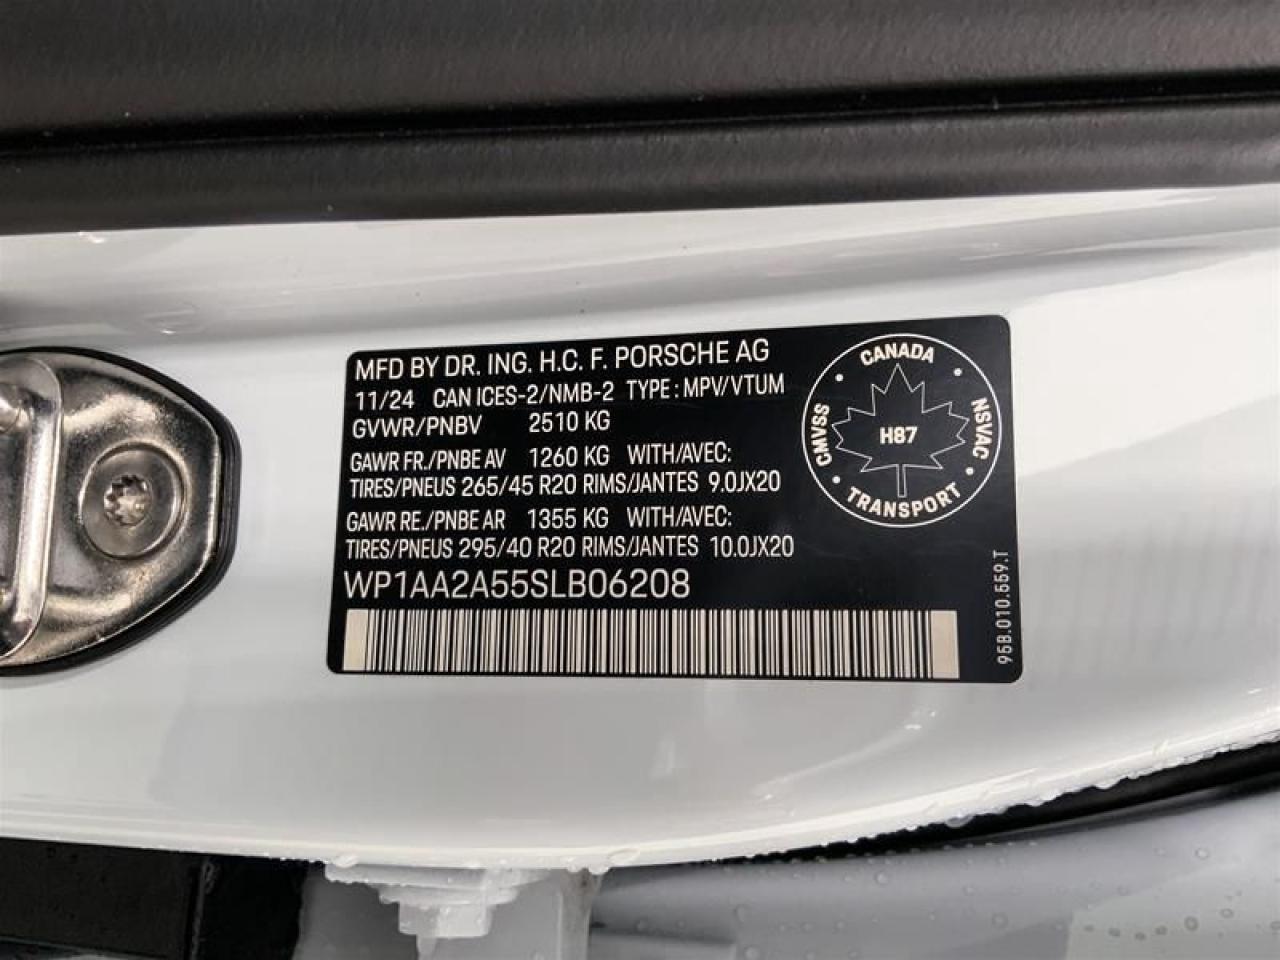 MFD BY DR. ING. H.C. F. PORSCHE AG
11/24 CAN ICES-2/NMB-2 TYPE : MPV/VTUM
GVWR/PNBV 2510 KG
GAWR FR./PNBE AV 1260 KG WITH/AVEC:
TIRES/PNEUS 265/45 R20 RIMS/JANTES 9.0JX20
GAWR RE./PNBE AR 1355 KG WITH/AVEC:
TIRES/PNEUS 295/40 R20 RIMS/JANTES 10.0JX20
WP1AA2A55SLB06208
CANADA
CMVSS
H87
NSVAC
TRANSPORT
95B.010.559.T